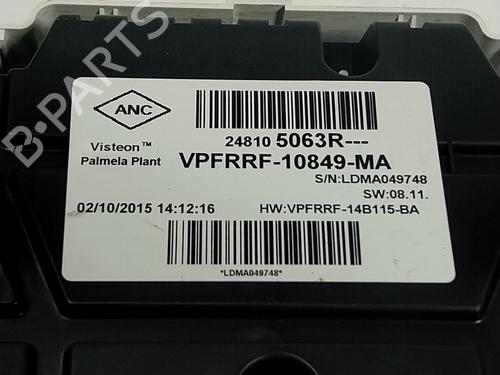 ANC
Visteon™
Palmela Plant
24810 5063R---
VPFRRF-10849-MA
S/N:LDMA049748
SW:08.11.
02/10/2015 14:12:16
HW:VPFRRF-14B115-BA
*LDMA049748*
B-PARTS